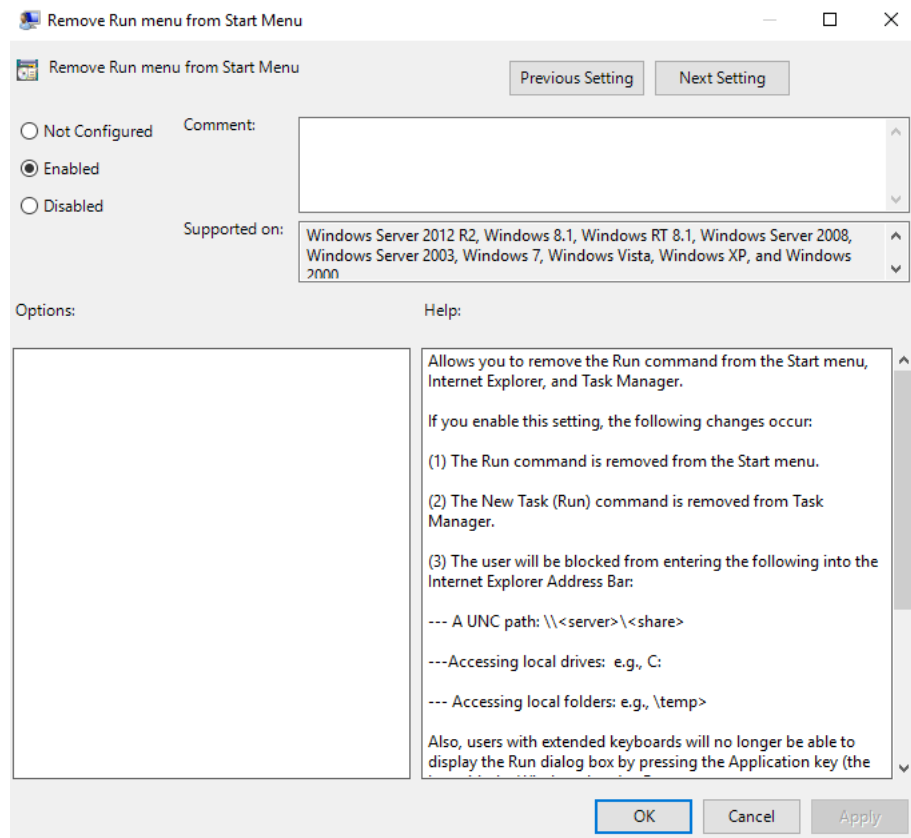 Remove Run menu from Start Menu
Remove Run menu from Start Menu
Previous Setting
Next Setting
Not Configured
Comment:
Enabled
Disabled
Supported on:
Windows Server 2012 R2, Windows 8.1, Windows RT 8.1, Windows Server 2008,
Windows Server 2003, Windows 7, Windows Vista, Windows XP, and Windows
2000
Options:
Help:
Allows you to remove the Run command from the Start menu,
Internet Explorer, and Task Manager.
If you enable this setting, the following changes occur:
(1) The Run command is removed from the Start menu.
(2) The New Task (Run) command is removed from Task
Manager.
(3) The user will be blocked from entering the following into the
Internet Explorer Address Bar:
--- A UNC path: \\<server>\<share>
---Accessing local drives:  e.g., C:
--- Accessing local folders: e.g., \temp>
Also, users with extended keyboards will no longer be able to
display the Run dialog box by pressing the Application key (the
OK
Cancel
Apply